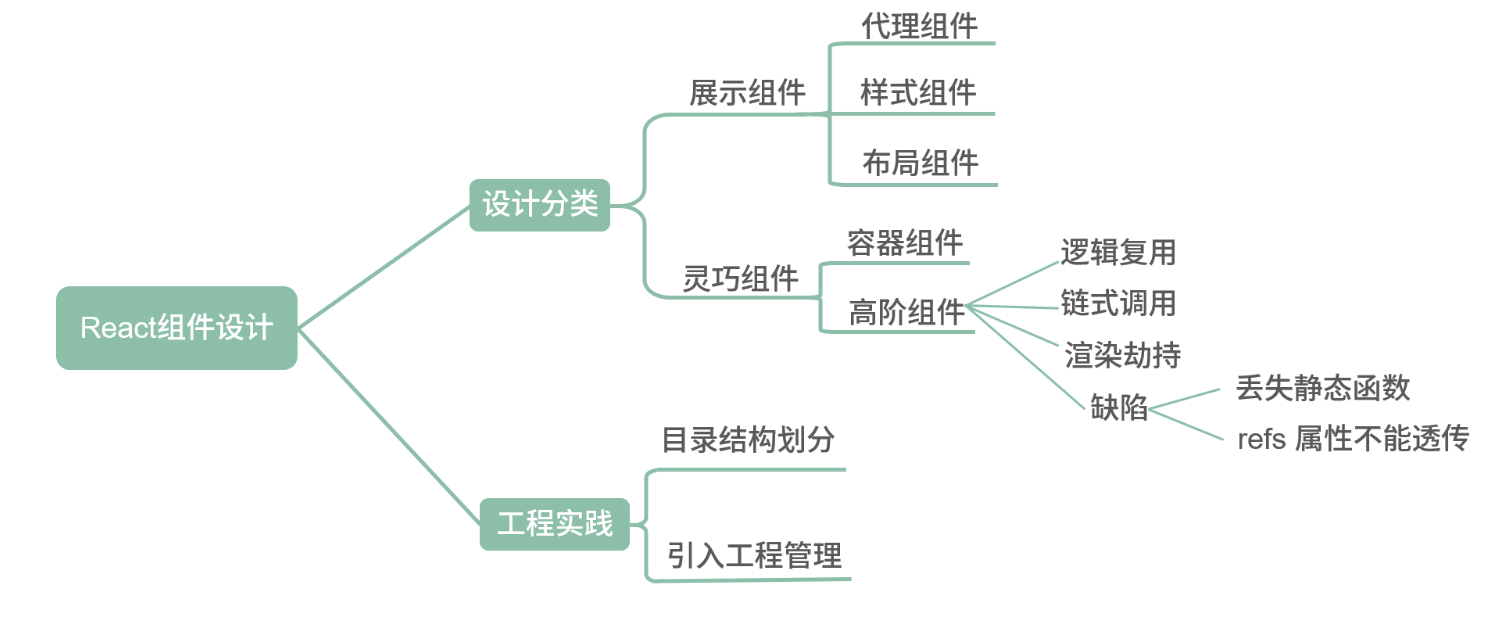 React组件设计
设计分类
展示组件
代理组件
样式组件
布局组件
灵巧组件
容器组件
高阶组件
逻辑复用
链式调用
渲染劫持
缺陷
丢失静态函数
refs 属性不能透传
工程实践
目录结构划分
引入工程管理